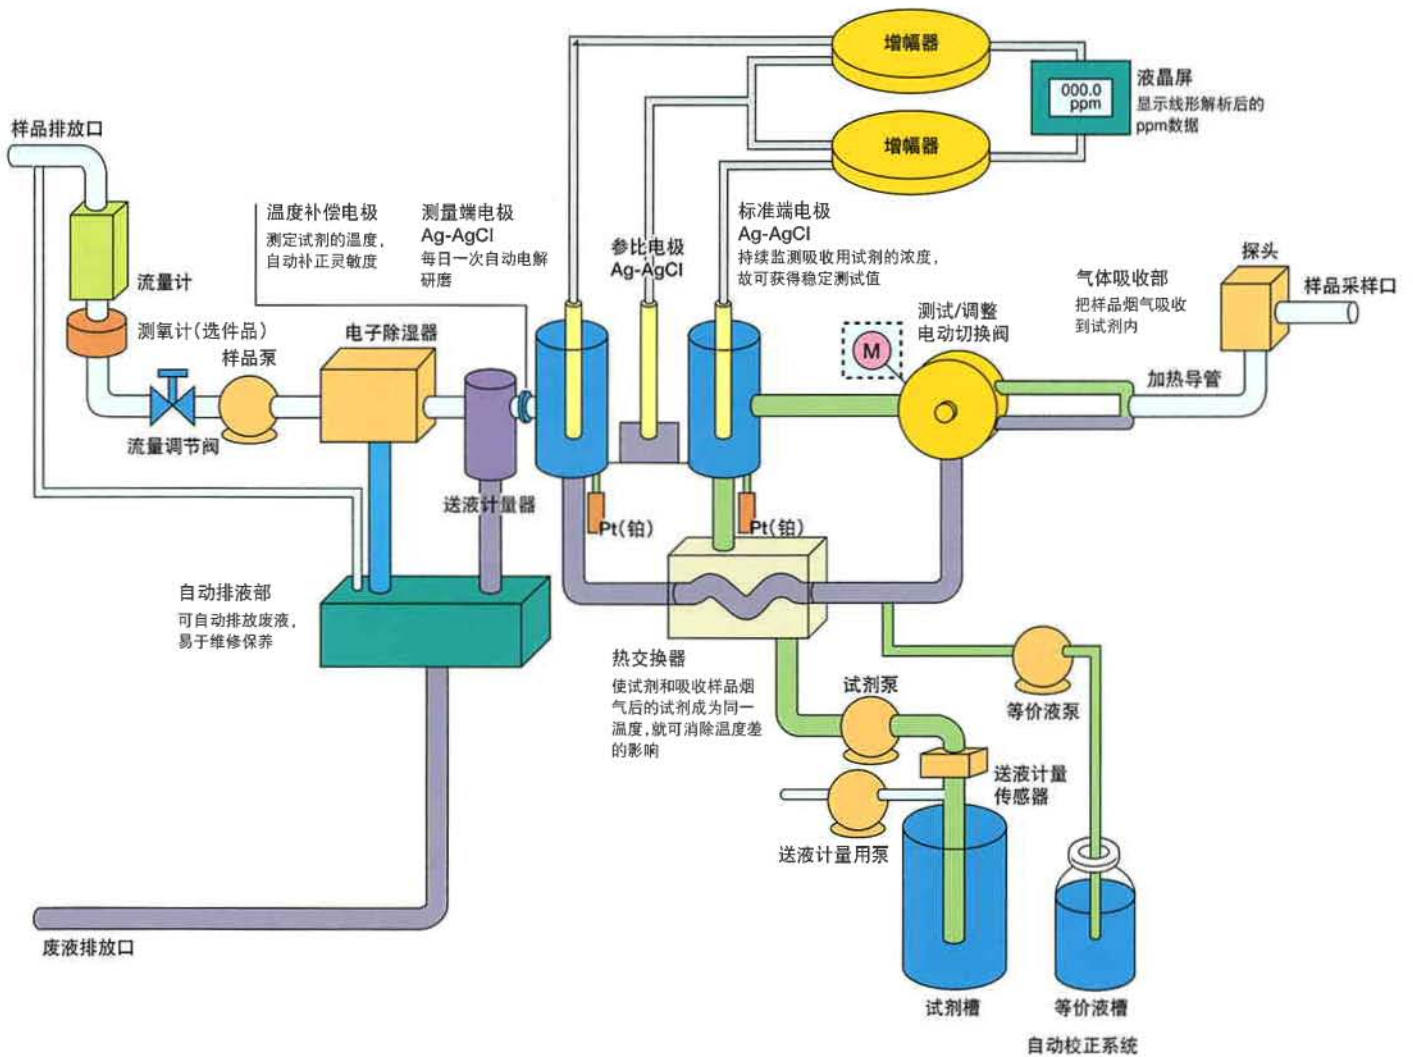 增幅器
000.0
ppm
液晶屏
显示线形解析后的
ppm数据
样品排放口
增幅器
温度补偿电极
测定试剂的温度，
自动补正灵敏度
测量端电极
Ag-AgCl
每日一次自动电解
研磨
参比电极
Ag-AgCl
标准端电极
Ag-AgCl
持续监测吸收用试剂的浓度，
故可获得稳定测试值
探头
样品采样口
气体吸收部
把样品烟气吸收
到试剂内
流量计
测氧计(选件品)
样品泵
电子除湿器
测试/调整
电动切换阀
M
加热导管
流量调节阀
送液计量器
Pt(铂)
Pt(铂)
自动排液部
可自动排放废液，
易于维修保养
热交换器
使试剂和吸收样品烟
气后的试剂成为同一
温度，就可消除温度差
的影响
试剂泵
等价液泵
送液计量
传感器
送液计量用泵
废液排放口
试剂槽
等价液槽
自动校正系统